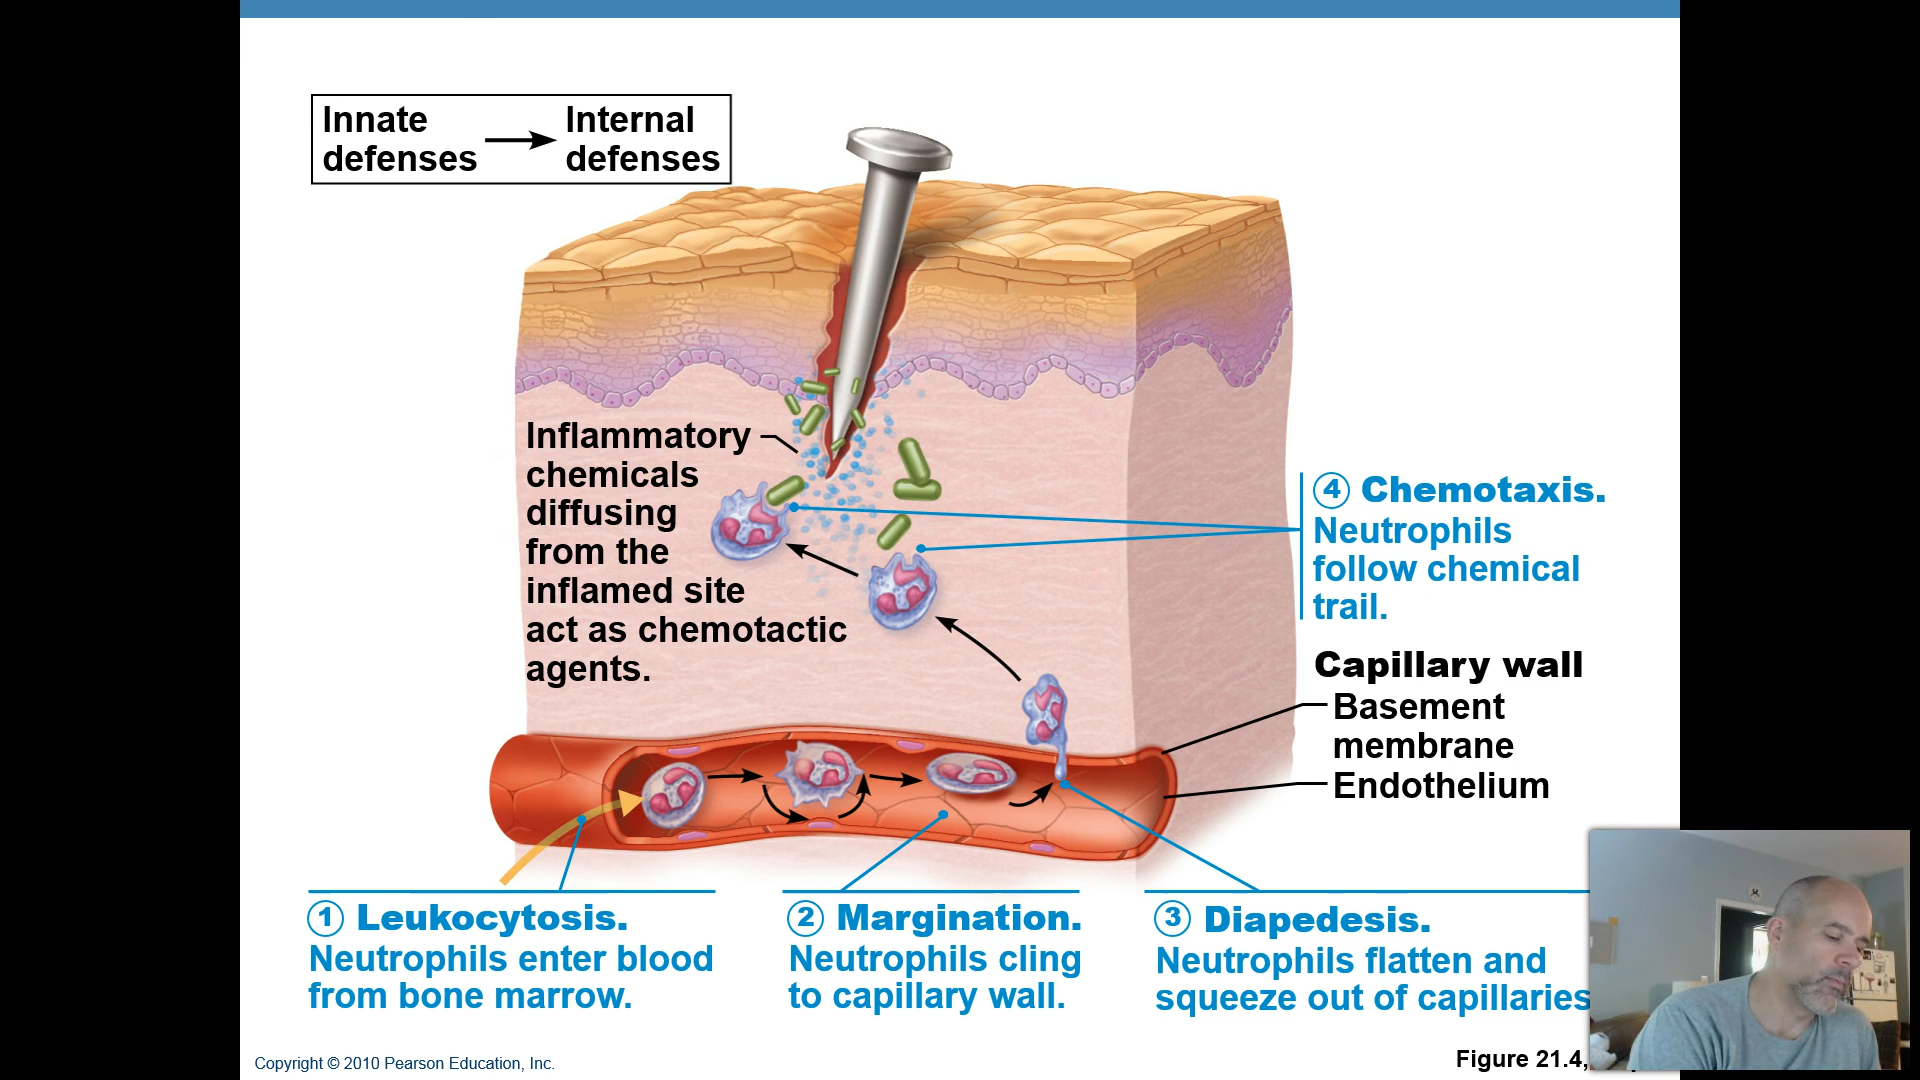 Innate
defenses
Internal
defenses
Inflammatory
chemicals
diffusing
from the
inflamed site
act as chemotactic
agents.
4 Chemotaxis.
Neutrophils
follow chemical
trail.
Capillary wall
Basement
membrane
Endothelium
1 Leukocytosis.
Neutrophils enter blood
from bone marrow.
2 Margination.
Neutrophils cling
to capillary wall.
3 Diapedesis.
Neutrophils flatten and
squeeze out of capillaries
Copyright © 2010 Pearson Education, Inc.
Figure 21.4,